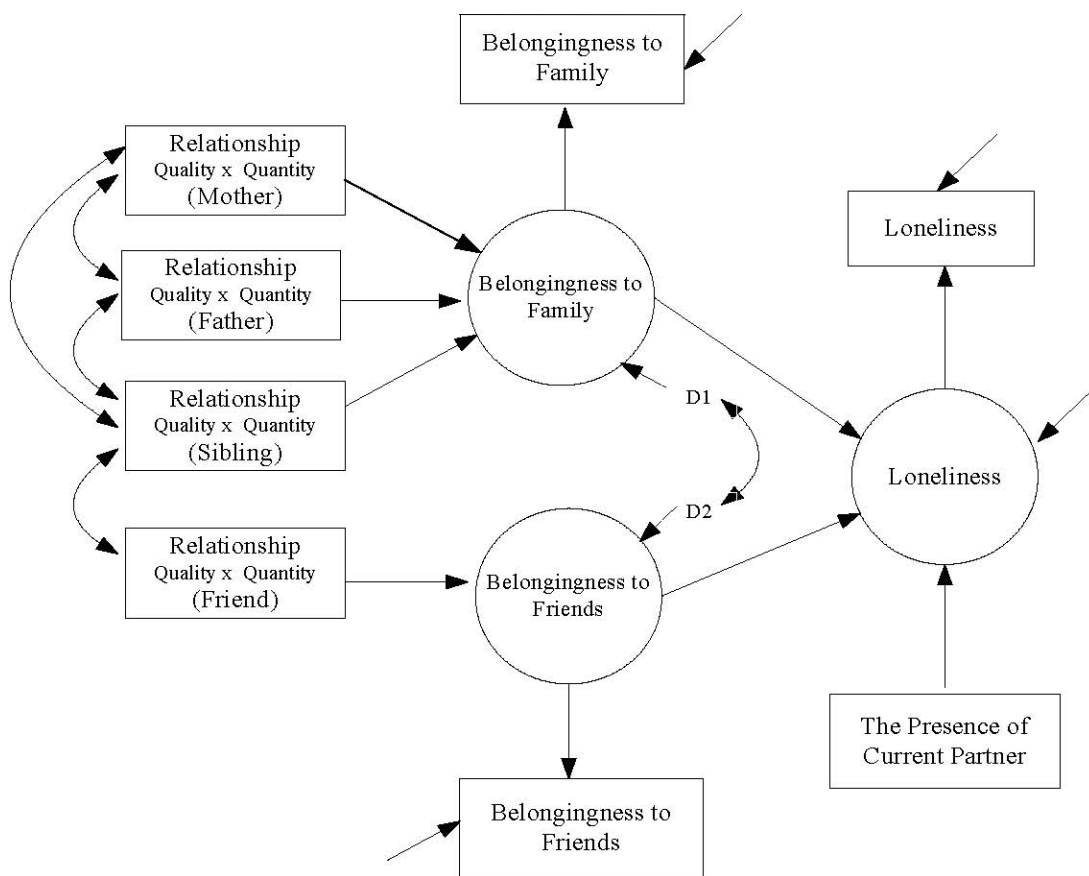 Belongingness to
Family
Relationship
Quality x Quantity
(Mother)
Loneliness
Relationship
Quality x Quantity
(Father)
Belongingness to
Family
Relationship
Quality x Quantity
(Sibling)
D1
Loneliness
D2
Relationship
Quality x Quantity
(Friend)
Belongingness to
Friends
The Presence of
Current Partner
Belongingness to
Friends